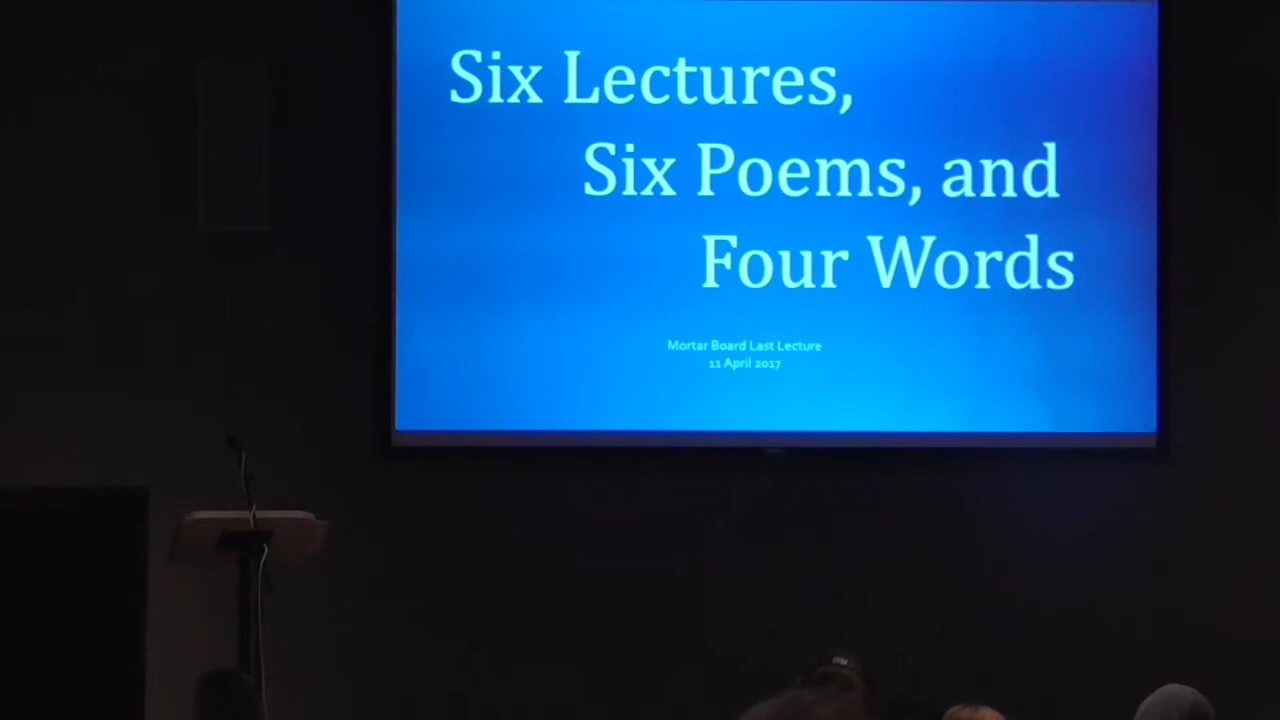 Six Lectures,
Six Poems, and
Four Words
Mortar Board Last Lecture
11 April 2017